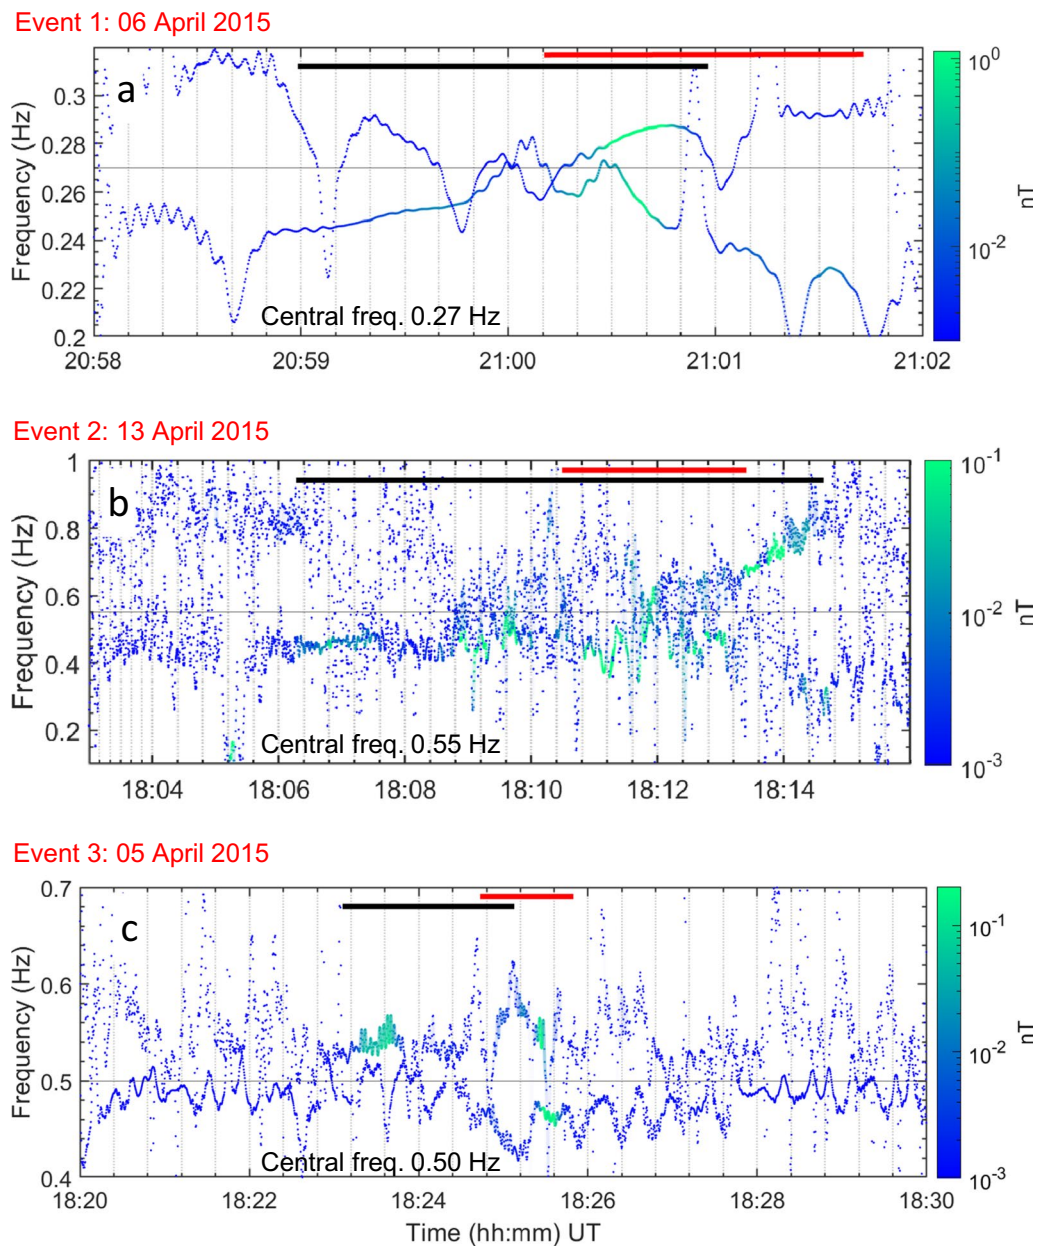 Event 1: 06 April 2015
a
Frequency (Hz)
0.3
0.28
0.26
0.24
0.22
0.2
Central freq. 0.27 Hz
20:58 20:59 21:00 21:01 21:02
10^0
10^-2
nT
Event 2: 13 April 2015
b
Frequency (Hz)
1
0.8
0.6
0.4
0.2
Central freq. 0.55 Hz
18:04 18:06 18:08 18:10 18:12 18:14
10^-1
10^-2
10^-3
nT
Event 3: 05 April 2015
c
Frequency (Hz)
0.7
0.6
0.5
0.4
Central freq. 0.50 Hz
18:20 18:22 18:24 18:26 18:28 18:30
Time (hh:mm) UT
10^-1
10^-2
10^-3
nT